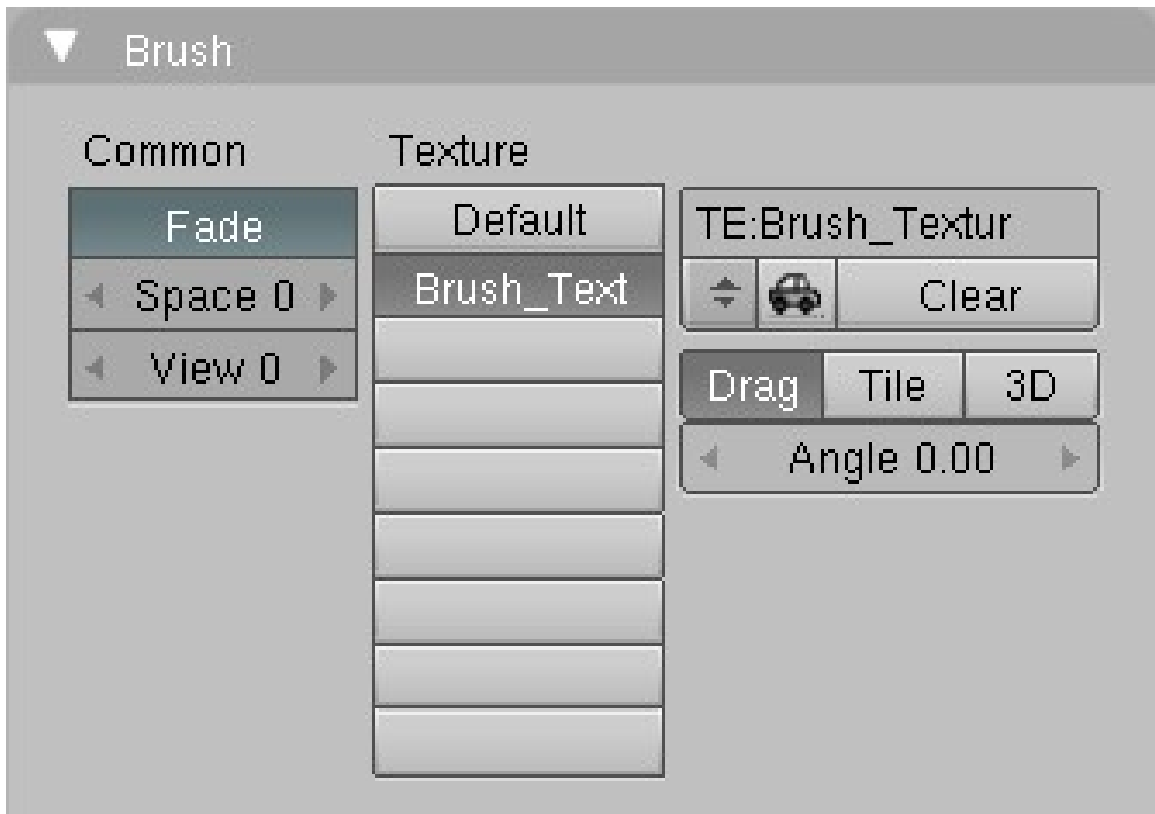 Brush
Common
Texture
Fade
Space 0
View 0
Default
Brush_Text
TE:Brush_Textur
Clear
Drag
Tile
3D
Angle 0.00